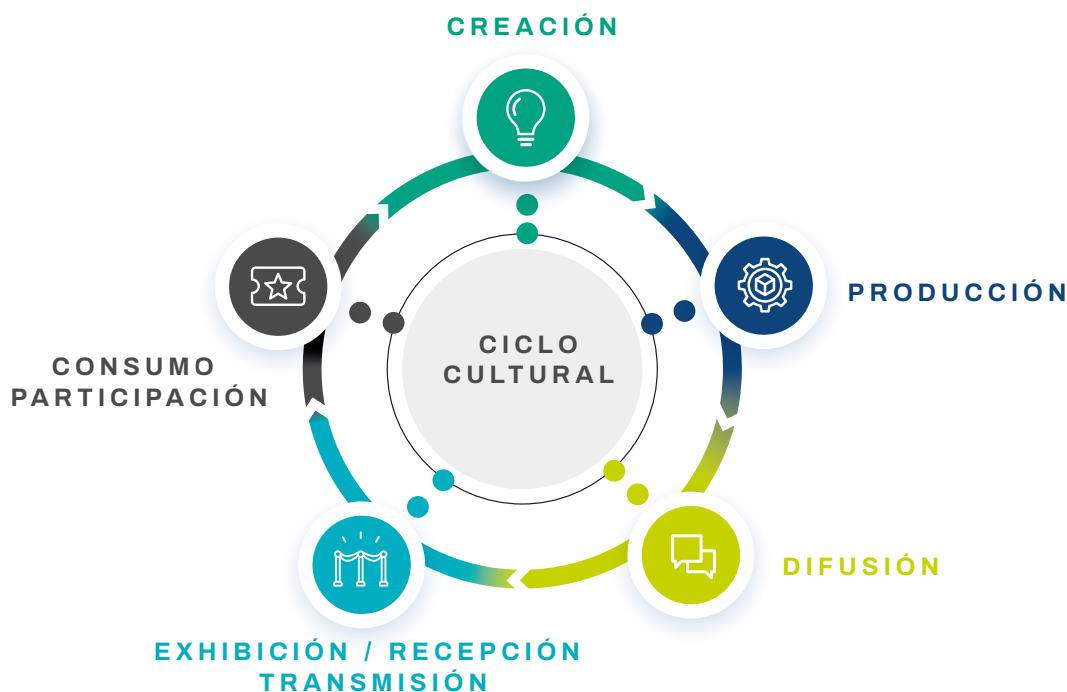 CREACIÓN
PRODUCCIÓN
CICLO
CULTURAL
CONSUMO
PARTICIPACIÓN
DIFUSIÓN
EXHIBICIÓN / RECEPCIÓN
TRANSMISIÓN